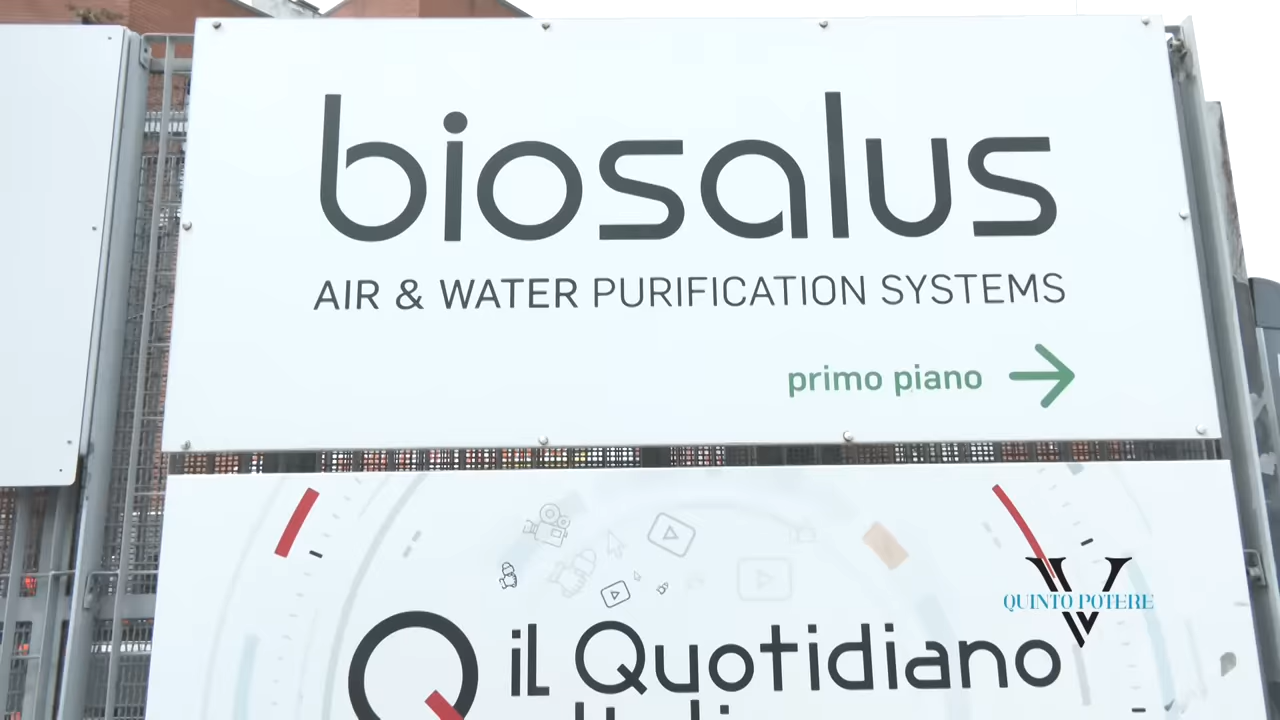 biosalus
AIR & WATER PURIFICATION SYSTEMS
primo piano
il Quotidiano
QUINTO POTERE